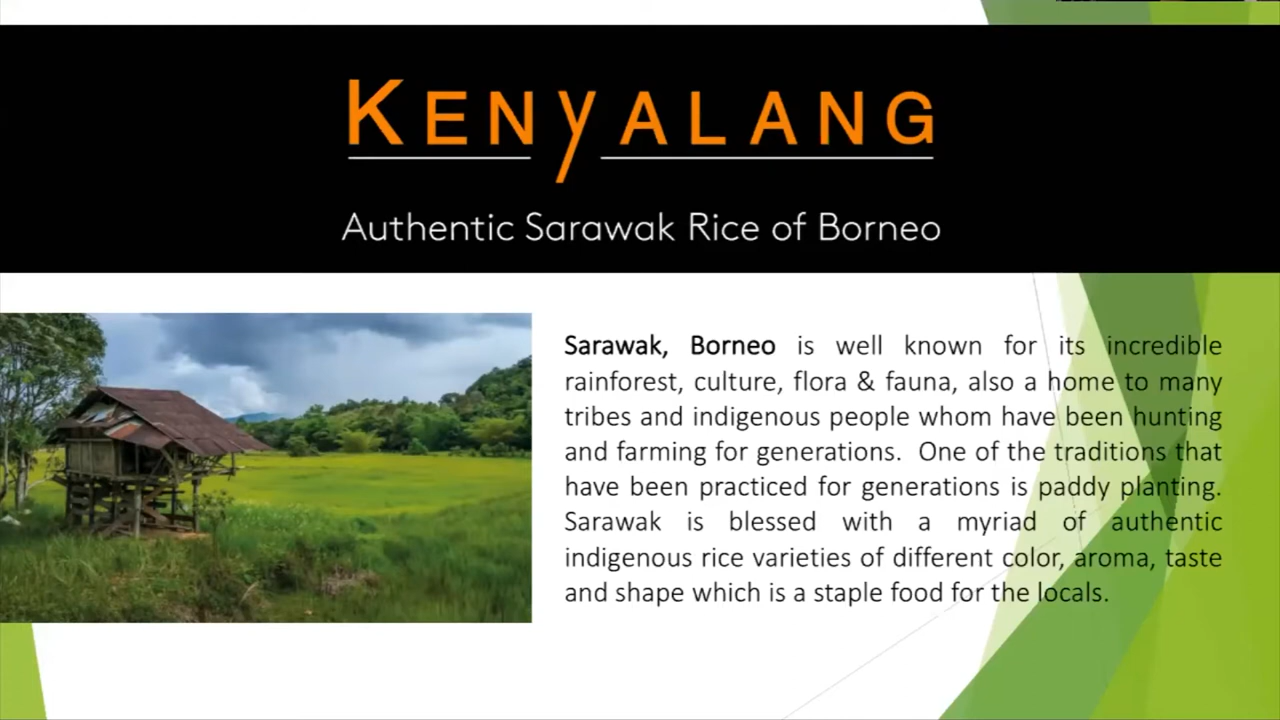 KENyALANG
Authentic Sarawak Rice of Borneo
Sarawak, Borneo is well known for its incredible
rainforest, culture, flora & fauna, also a home to many
tribes and indigenous people whom have been hunting
and farming for generations. One of the traditions that
have been practiced for generations is paddy planting.
Sarawak is blessed with a myriad of authentic
indigenous rice varieties of different color, aroma, taste
and shape which is a staple food for the locals.